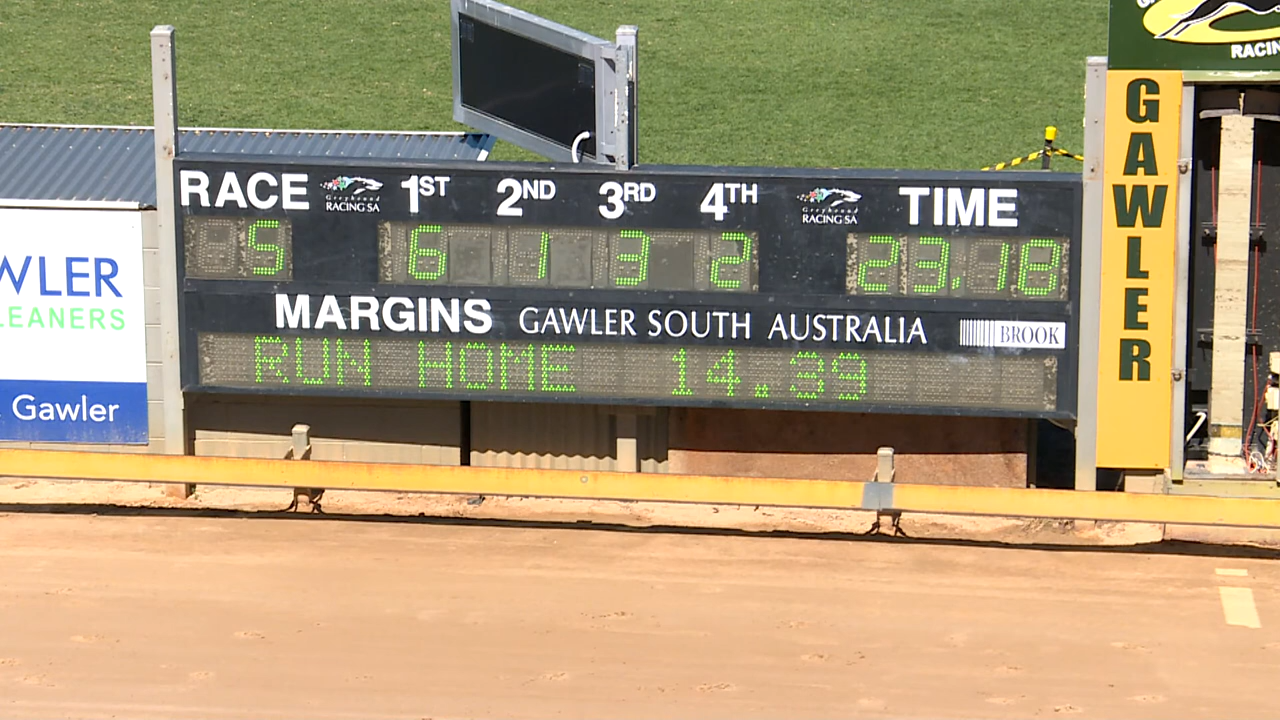 RACING
RACE Greyhound RACING SA 1ST 2ND 3RD 4TH Greyhound RACING SA TIME
5 6 1 3 2 23.18
MARGINS GAWLER SOUTH AUSTRALIA BROOK
RUN HOME 14.39
GAWLER
WLER
LEANERS
Gawler